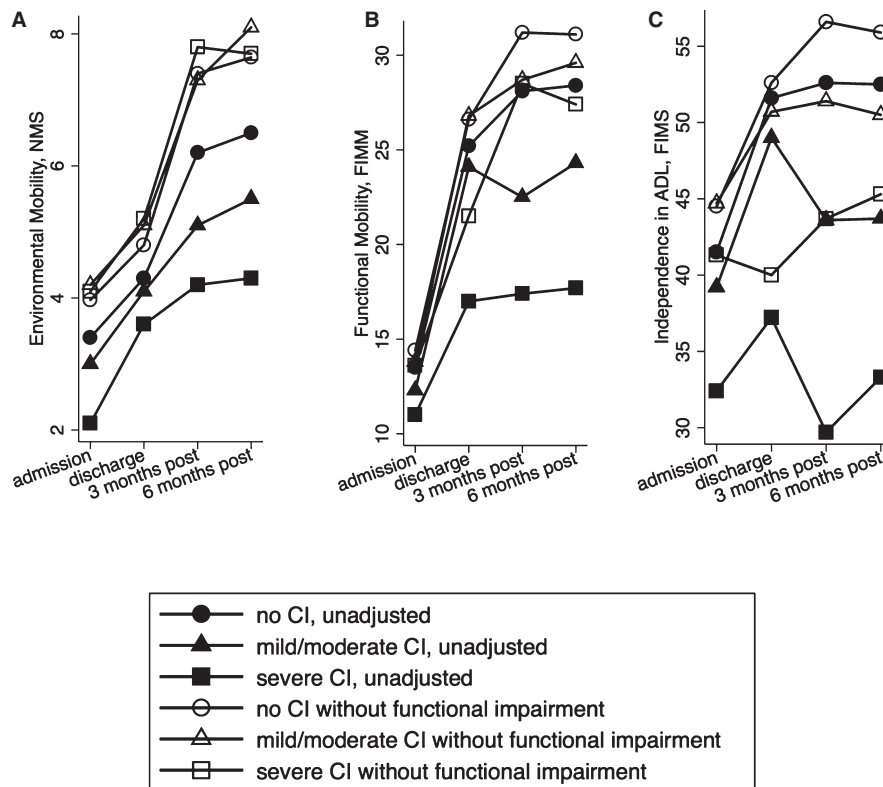 A
Environmental Mobility, NMS
8
6
4
2
admission
discharge
3 months post
6 months post
B
Functional Mobility, FIMM
30
25
20
15
10
admission
discharge
3 months post
6 months post
C
Independence in ADL, FIMS
55
50
45
40
35
30
admission
discharge
3 months post
6 months post
no CI, unadjusted
mild/moderate CI, unadjusted
severe CI, unadjusted
no CI without functional impairment
mild/moderate CI without functional impairment
severe CI without functional impairment